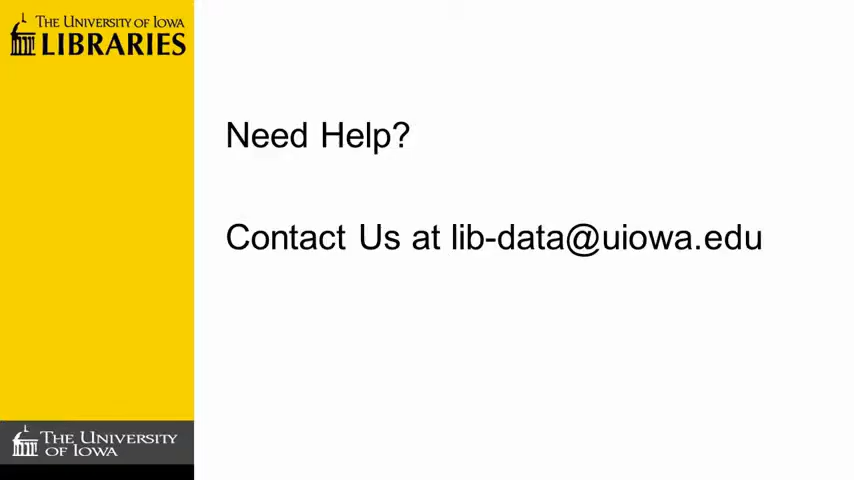 THE UNIVERSITY OF IOWA
LIBRARIES
Need Help?
Contact Us at lib-data@uiowa.edu
THE UNIVERSITY
OF IOWA